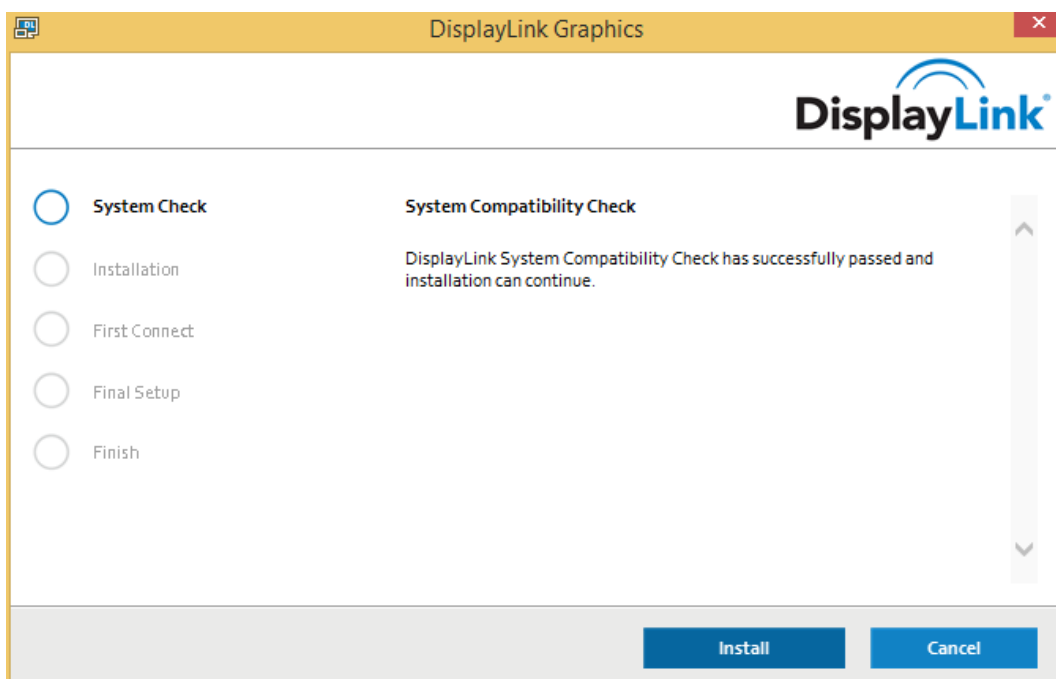 DL
DisplayLink Graphics
DisplayLink®
System Check
System Compatibility Check
Installation
DisplayLink System Compatibility Check has successfully passed and
installation can continue.
First Connect
Final Setup
Finish
Install
Cancel